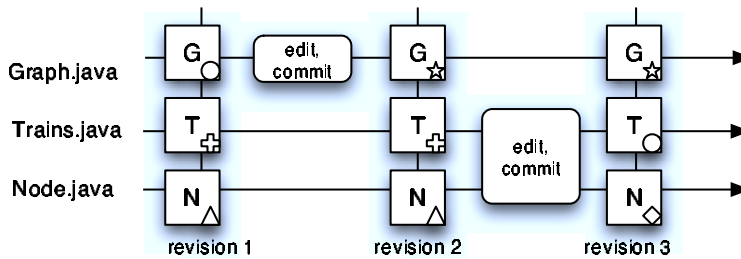 G
edit,
commit
G
G
Graph.java
T
T
T
Trains.java
edit,
commit
N
N
N
Node.java
revision 1
revision 2
revision 3